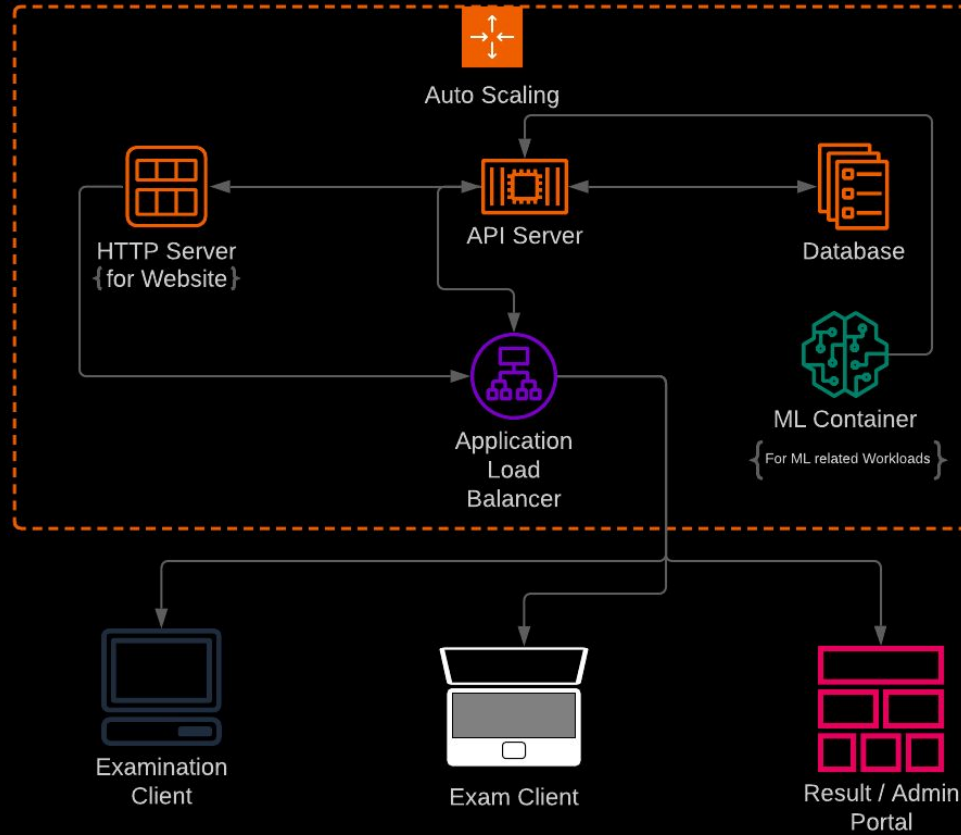 Auto Scaling
HTTP Server
{for Website}
API Server
Database
Application
Load
Balancer
ML Container
{For ML related Workloads}
Examination
Client
Exam Client
Result / Admin
Portal